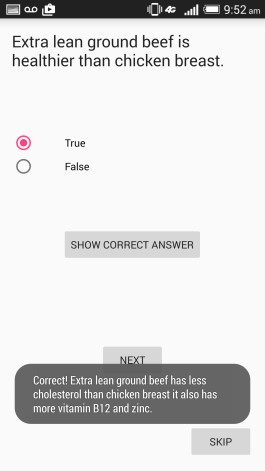 4G 9:52 am
Extra lean ground beef is
healthier than chicken breast.
True
False
SHOW CORRECT ANSWER
NEXT
Correct! Extra lean ground beef has less
cholesterol than chicken breast it also has
more vitamin B12 and zinc.
SKIP